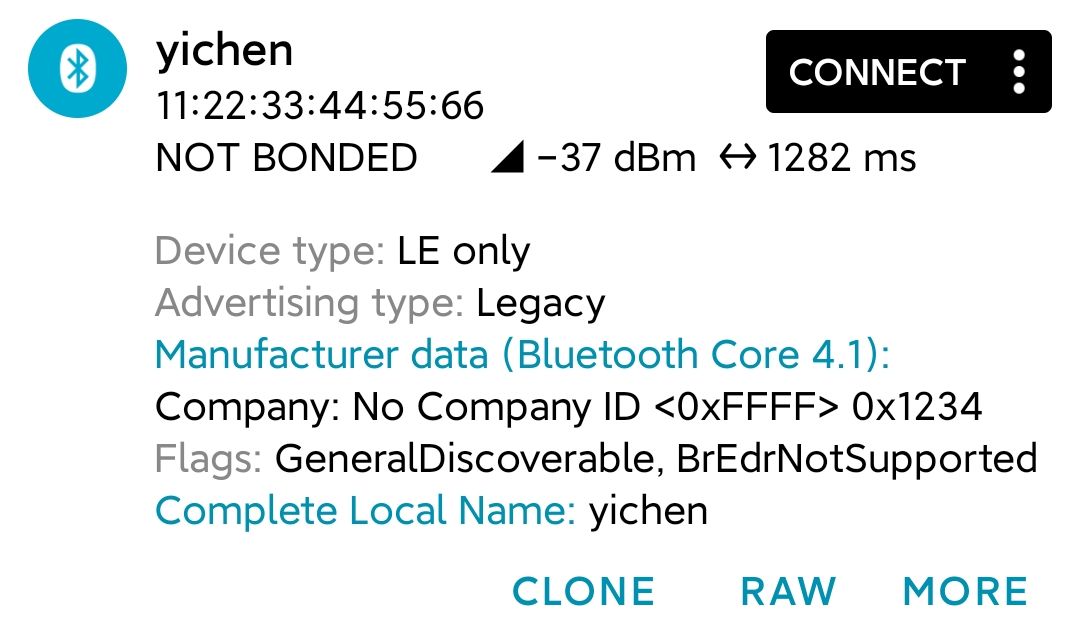 yichen
CONNECT
11:22:33:44:55:66
NOT BONDED −37 dBm ↔ 1282 ms
Device type: LE only
Advertising type: Legacy
Manufacturer data (Bluetooth Core 4.1):
Company: No Company ID <0xFFFF> 0x1234
Flags: GeneralDiscoverable, BrEdrNotSupported
Complete Local Name: yichen
CLONE RAW MORE